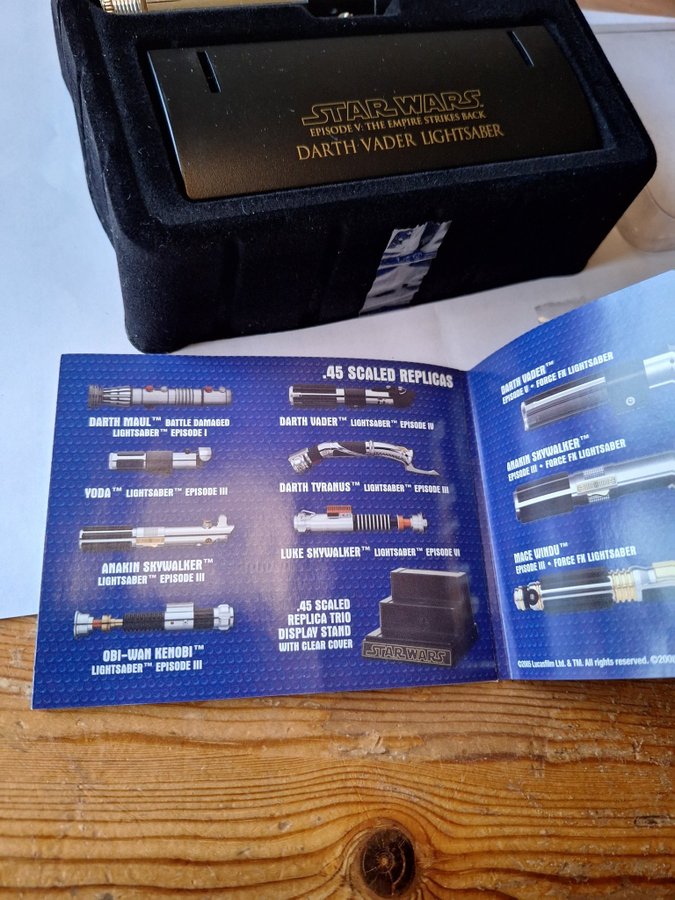 STAR WARS
EPISODE V: THE EMPIRE STRIKES BACK
DARTH VADER LIGHTSABER
.45 SCALED REPLICAS
DARTH MAUL™ BATTLE DAMAGED
LIGHTSABER™ EPISODE I
DARTH VADER™ LIGHTSABER™ EPISODE IV
YODA™ LIGHTSABER™ EPISODE III
DARTH TYRANUS™ LIGHTSABER™ EPISODE III
ANAKIN SKYWALKER™
LIGHTSABER™ EPISODE III
LUKE SKYWALKER™ LIGHTSABER™ EPISODE VI
OBI-WAN KENOBI™
LIGHTSABER™ EPISODE III
.45 SCALED
REPLICA TRIO
DISPLAY STAND
WITH CLEAR COVER
STAR WARS
DARTH VADER™
EPISODE V • FORCE FX LIGHTSABER
ANAKIN SKYWALKER™
EPISODE III • FORCE FX LIGHTSABER
MACE WINDU™
EPISODE III • FORCE FX LIGHTSABER
©2005 Lucasfilm Ltd. & TM. All rights reserved.